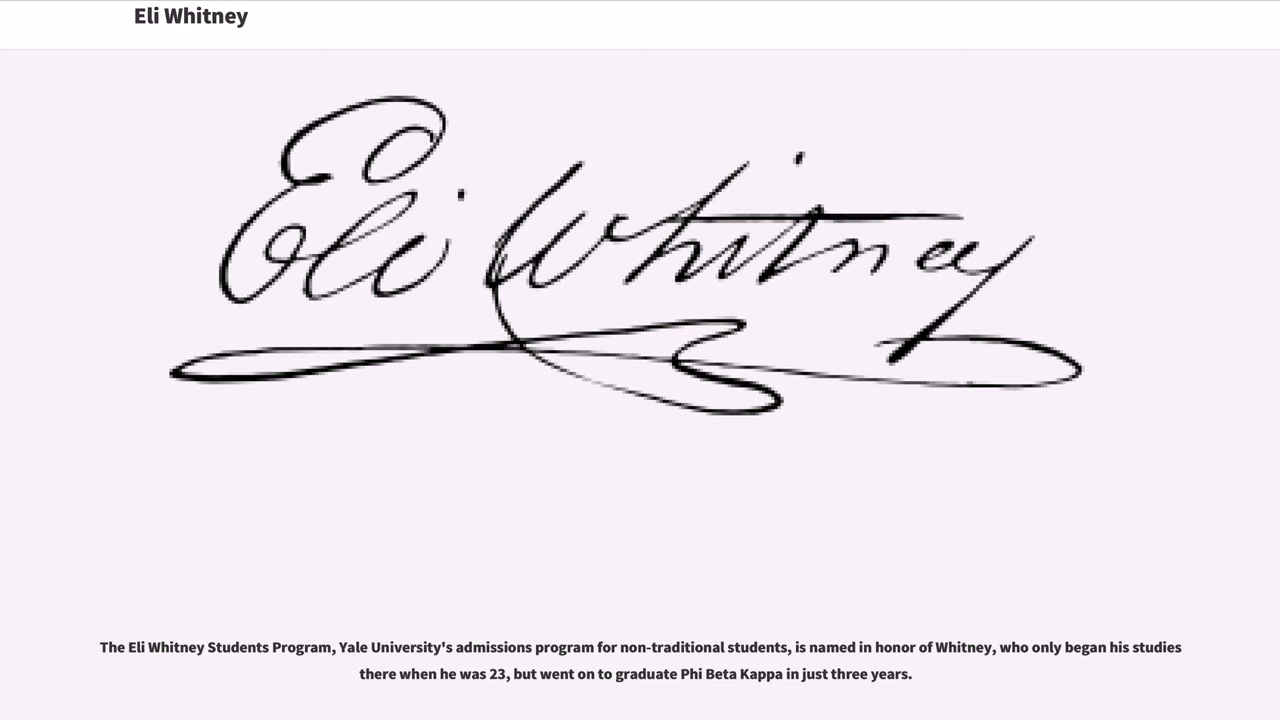 Eli Whitney
Eli Whitney
The Eli Whitney Students Program, Yale University's admissions program for non-traditional students, is named in honor of Whitney, who only began his studies
there when he was 23, but went on to graduate Phi Beta Kappa in just three years.